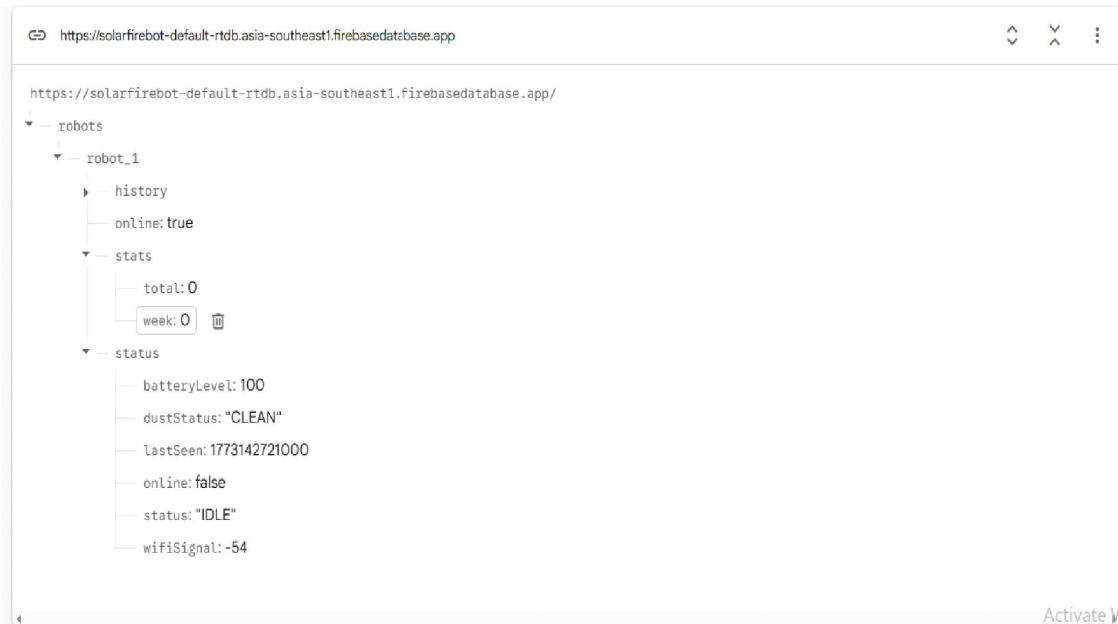 https://solarfirebot-default-rtdb.asia-southeast1.firebasedatabase.app
https://solarfirebot-default-rtdb.asia-southeast1.firebasedatabase.app/
robots
robot_1
history
online: true
stats
total: 0
week: 0
status
batteryLevel: 100
dustStatus: "CLEAN"
lastSeen: 1773142721000
online: false
status: "IDLE"
wifiSignal: -54
Activate